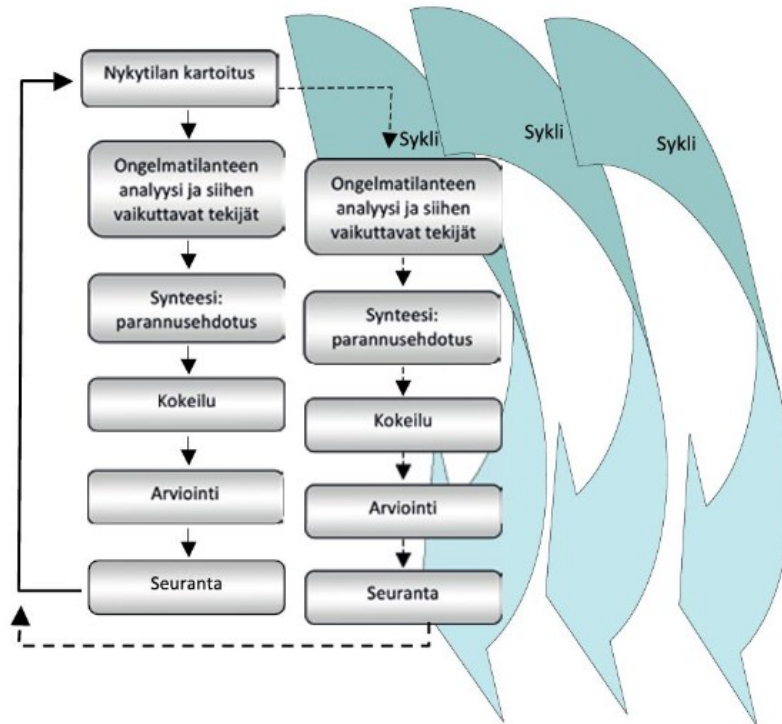 Nykytilan kartoitus
Ongelmatilanteen
analyysi ja siihen
vaikuttavat tekijät
Synteesi:
parannusehdotus
Kokeilu
Arviointi
Seuranta
Sykli
Ongelmatilanteen
analyysi ja siihen
vaikuttavat tekijät
Synteesi:
parannusehdotus
Kokeilu
Arviointi
Seuranta
Sykli
Sykli